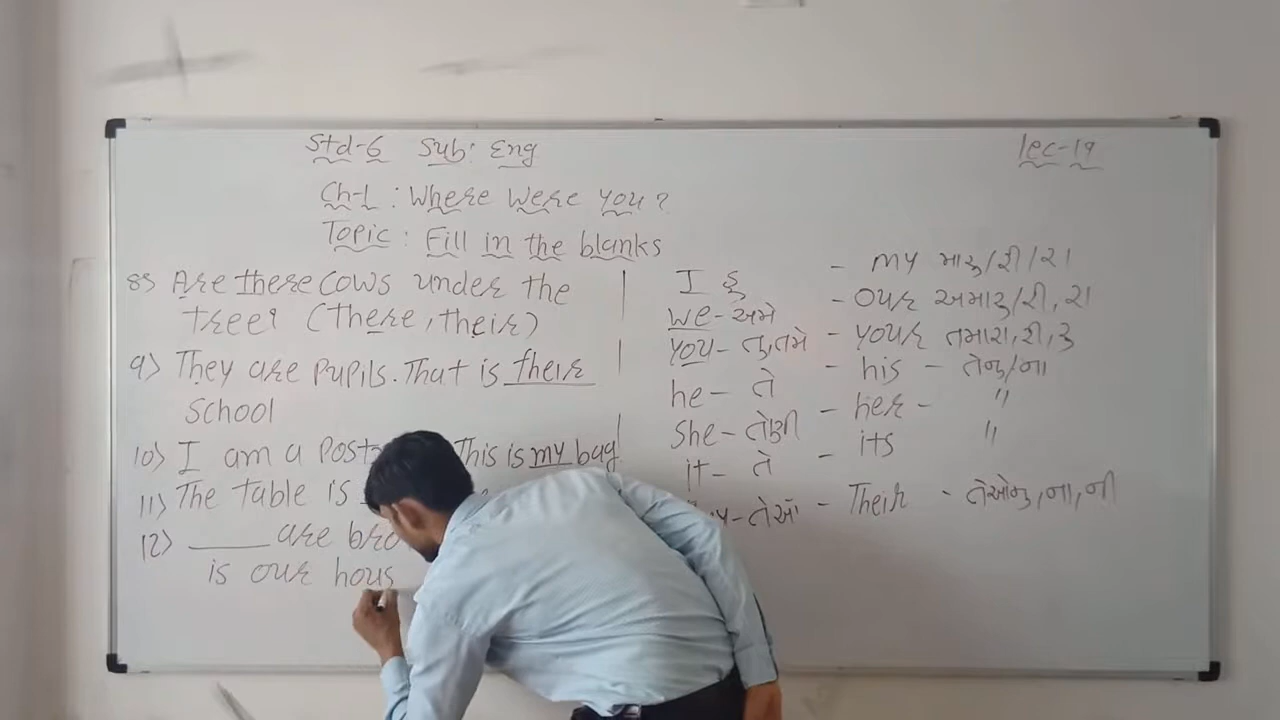 Std-6 Sub: Eng
lec-19
Ch-1 : Where Were you?
Topic : Fill in the blanks
8) Are there cows under the
tree? (there, their)
9) They are pupils. That is their
School
10) I am a This is my bag
11) The table is
12) ______ are
is our hous
I હું - my મારુ/રી/રા
we - અમે - our અમારુ/રી, રા
you - તુ, તમે - your તમારા, રી, રુ
he - તે - his - તેનુ/ના
she - તેણી - her - "
it - તે - its "
તેઓ - Their - તેઓનુ, ના, ની